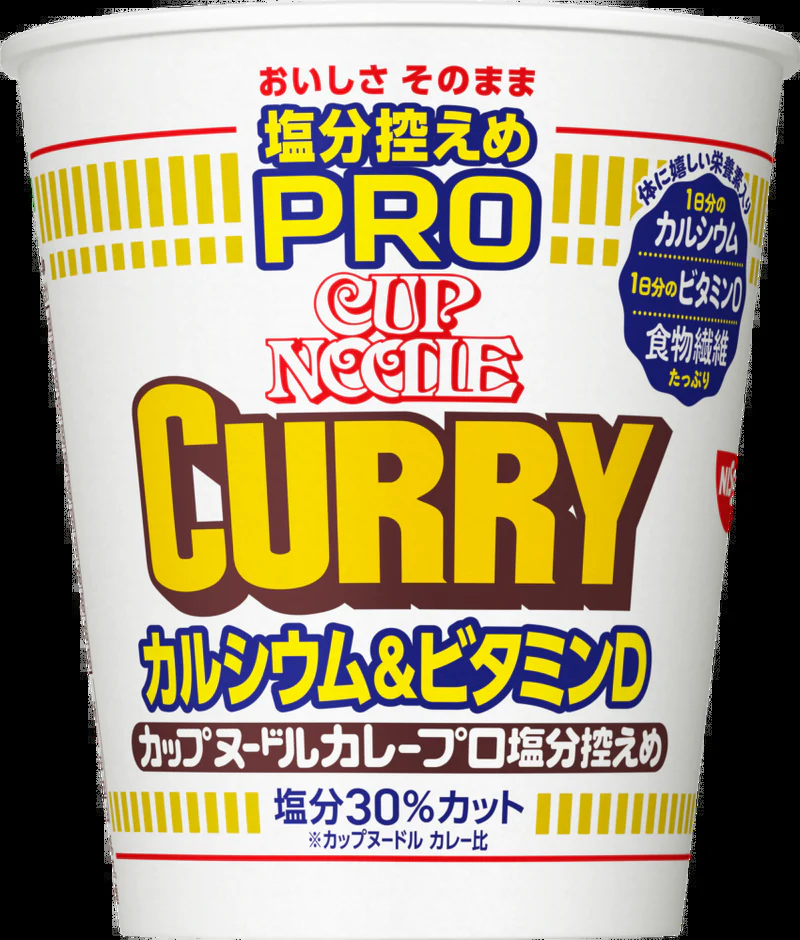 おいしさ そのまま
塩分控えめ
PRO
CUP
NOODLE
CURRY
体に嬉しい栄養素入り
1日分の
カルシウム
1日分のビタミンD
食物繊維
たっぷり
カルシウム&ビタミンD
カップヌードルカレープロ塩分控えめ
塩分30%カット
※カップヌードル カレー比